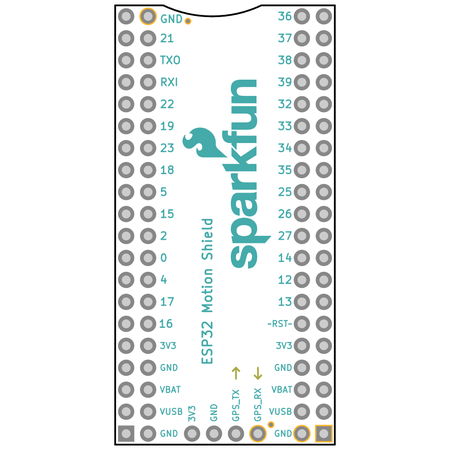 GND
21
TXO
RXI
22
19
23
18
5
15
2
0
4
17
16
3V3
GND
VBAT
VUSB
GND
3V3
GND
GPS_TX
GPS_RX
ESP32 Motion Shield
sparkfun
36
37
38
39
32
33
34
35
25
26
27
14
12
13
-RST-
3V3
GND
VBAT
VUSB
GND